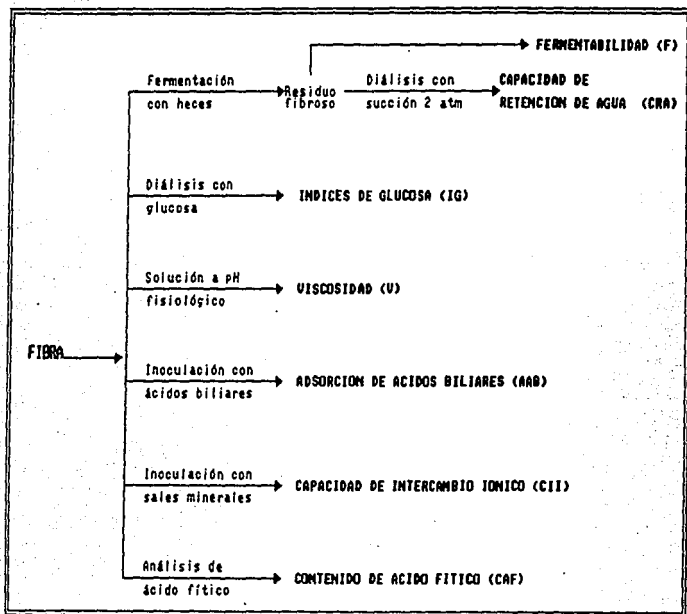 FERMENTABILIDAD (F)
Fermentación
con heces
Residuo
fibroso
Diálisis con
succión 2 atm
CAPACIDAD DE
RETENCION DE AGUA (CRA)
Diálisis con
glucosa
INDICES DE GLUCOSA (IG)
Solución a pH
fisiológico
VISCOSIDAD (V)
FIBRA
Inoculación con
ácidos biliares
ADSORCION DE ACIDOS BILIARES (AAB)
Inoculación con
sales minerales
CAPACIDAD DE INTERCAMBIO IONICO (CII)
Análisis de
ácido fítico
CONTENIDO DE ACIDO FITICO (CAF)